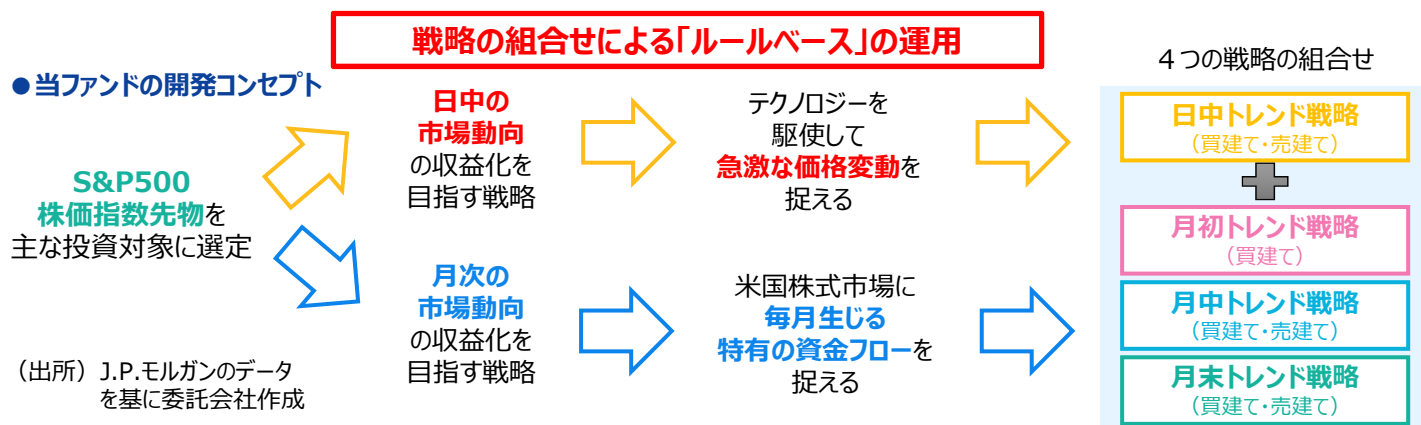 戦略の組合せによる｢ルールベース｣の運用
●当ファンドの開発コンセプト
S&P500
株価指数先物を
主な投資対象に選定
（出所）J.P.モルガンのデータ
を基に委託会社作成
日中の
市場動向
の収益化を
目指す戦略
テクノロジーを
駆使して
急激な価格変動を
捉える
月次の
市場動向
の収益化を
目指す戦略
米国株式市場に
毎月生じる
特有の資金フローを
捉える
４つの戦略の組合せ
日中トレンド戦略
（買建て・売建て）
月初トレンド戦略
（買建て）
月中トレンド戦略
（買建て・売建て）
月末トレンド戦略
（買建て・売建て）